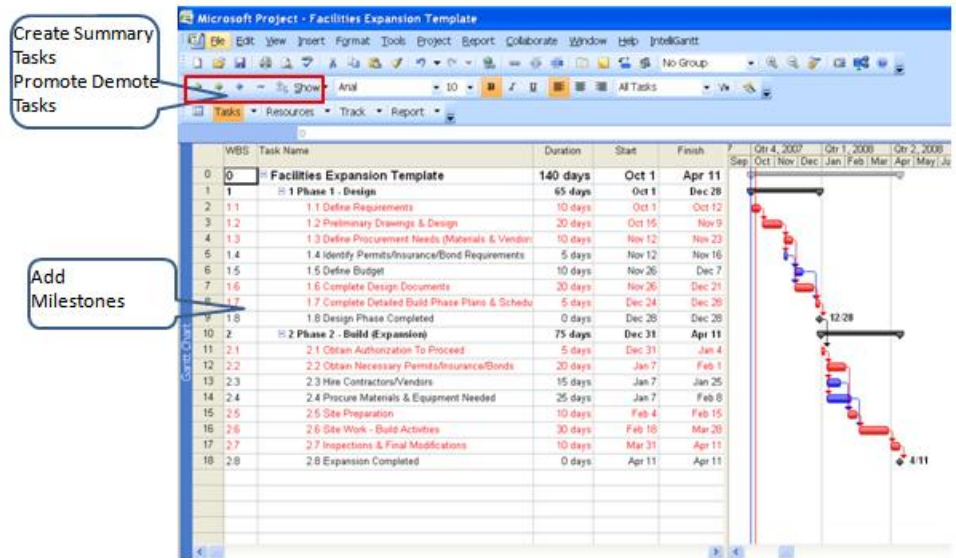 Create Summary
Tasks
Promote Demote
Tasks
Add
Milestones
Microsoft Project - Facilities Expansion Template
File Edit View Insert Format Tools Project Report Collaborate Window Help IntelliGantt
No Group
Show Arial 10 B I U All Tasks
Tasks Resources Track Report
0
WBS Task Name Duration Start Finish
Qtr 4, 2007 Qtr 1, 2008 Qtr 2, 2008
Sep Oct Nov Dec Jan Feb Mar Apr May Ju
0 0 Facilities Expansion Template 140 days Oct 1 Apr 11
1 1 1 Phase 1 - Design 65 days Oct 1 Dec 28
2 1.1 1.1 Define Requirements 10 days Oct 1 Oct 12
3 1.2 1.2 Preliminary Drawings & Design 20 days Oct 15 Nov 9
4 1.3 1.3 Define Procurement Needs (Materials & Vendor 10 days Nov 12 Nov 23
5 1.4 1.4 Identify Permits/Insurance/Bond Requirements 5 days Nov 12 Nov 16
6 1.5 1.5 Define Budget 10 days Nov 26 Dec 7
7 1.6 1.6 Complete Design Documents 20 days Nov 26 Dec 21
8 1.7 1.7 Complete Detailed Build Phase Plans & Schedu 5 days Dec 24 Dec 28
9 1.8 1.8 Design Phase Completed 0 days Dec 28 Dec 28
12/28
10 2 2 Phase 2 - Build (Expansion) 75 days Dec 31 Apr 11
11 2.1 2.1 Obtain Authorization To Proceed 5 days Dec 31 Jan 4
12 2.2 2.2 Obtain Necessary Permits/Insurance/Bonds 20 days Jan 7 Feb 1
13 2.3 2.3 Hire Contractors/Vendors 15 days Jan 7 Jan 25
14 2.4 2.4 Procure Materials & Equipment Needed 25 days Jan 7 Feb 8
15 2.5 2.5 Site Preparation 10 days Feb 4 Feb 15
16 2.6 2.6 Site Work - Build Activities 30 days Feb 18 Mar 28
17 2.7 2.7 Inspections & Final Modifications 10 days Mar 31 Apr 11
18 2.8 2.8 Expansion Completed 0 days Apr 11 Apr 11
4/11
Gantt Chart